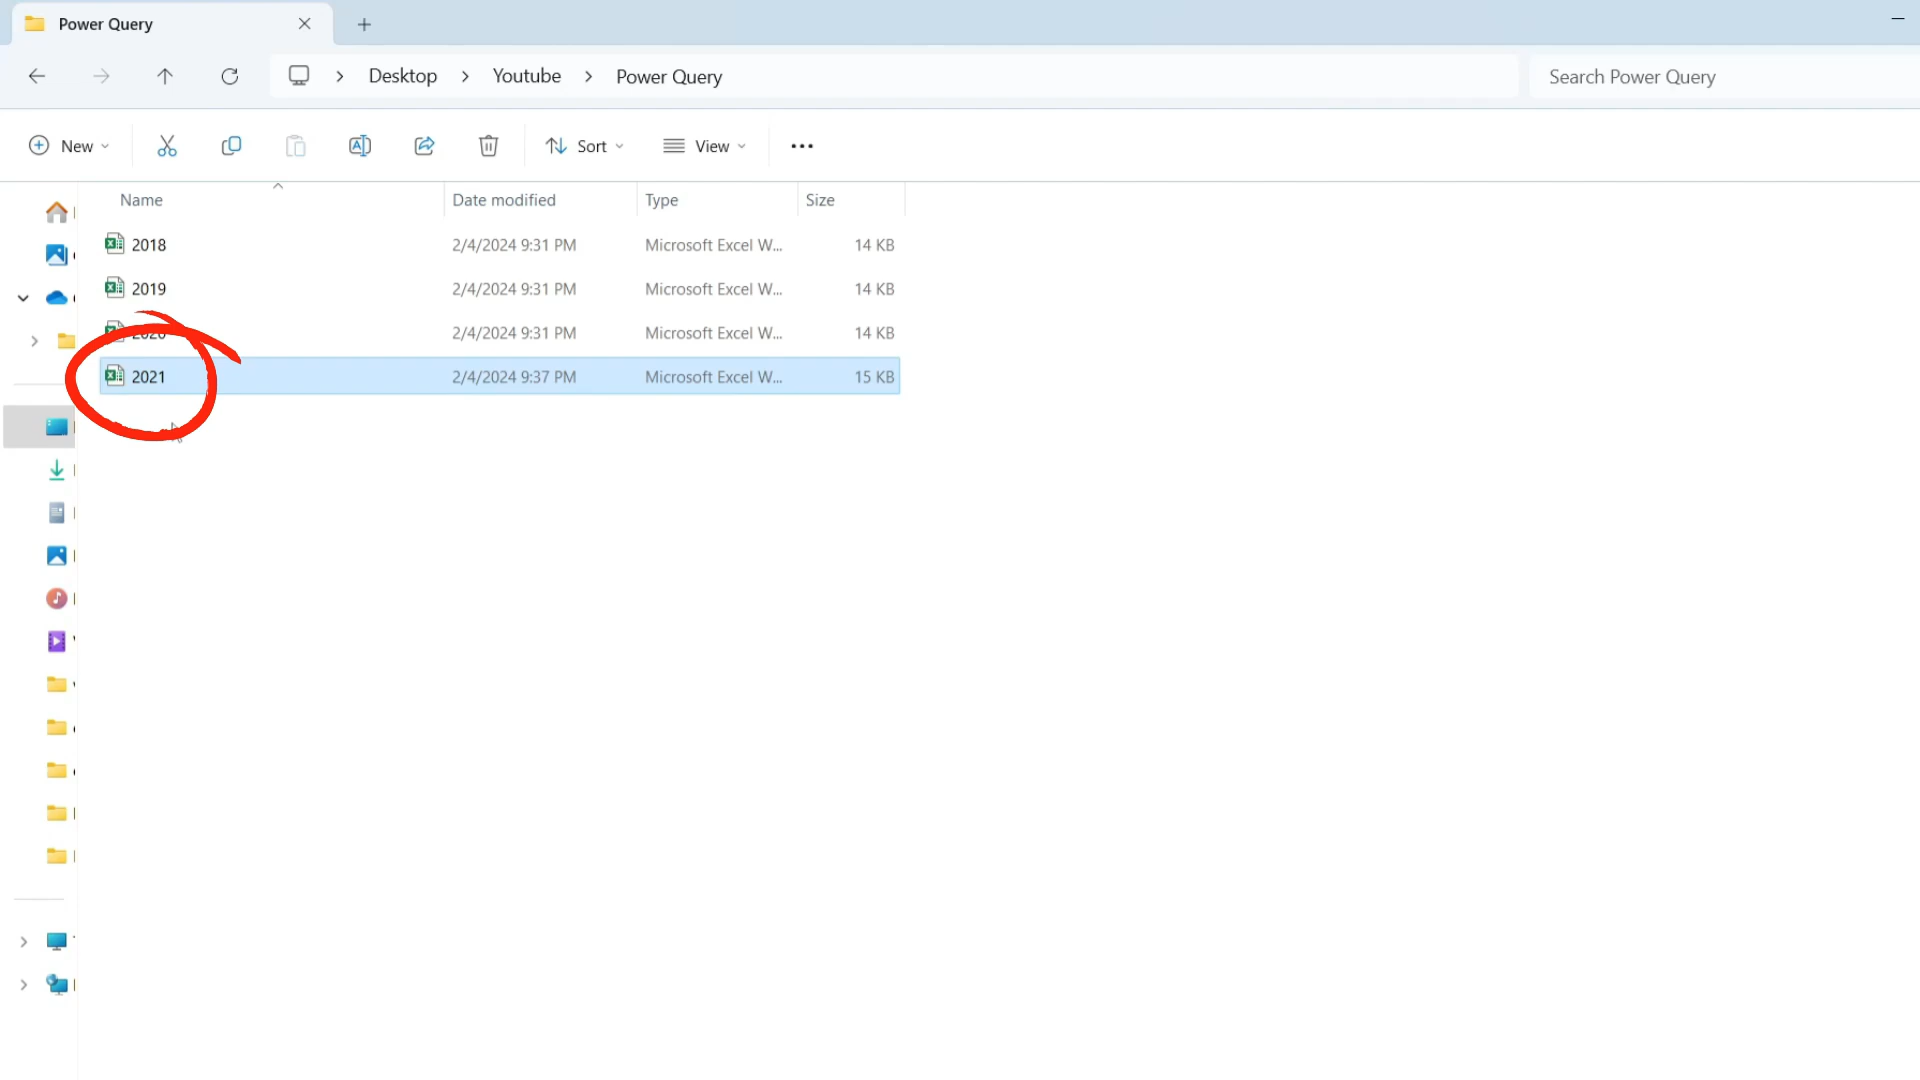 Power Query
Desktop Youtube Power Query
Search Power Query
New Sort View
Name Date modified Type Size
2018 2/4/2024 9:31 PM Microsoft Excel W... 14 KB
2019 2/4/2024 9:31 PM Microsoft Excel W... 14 KB
2020 2/4/2024 9:31 PM Microsoft Excel W... 14 KB
2021 2/4/2024 9:37 PM Microsoft Excel W... 15 KB